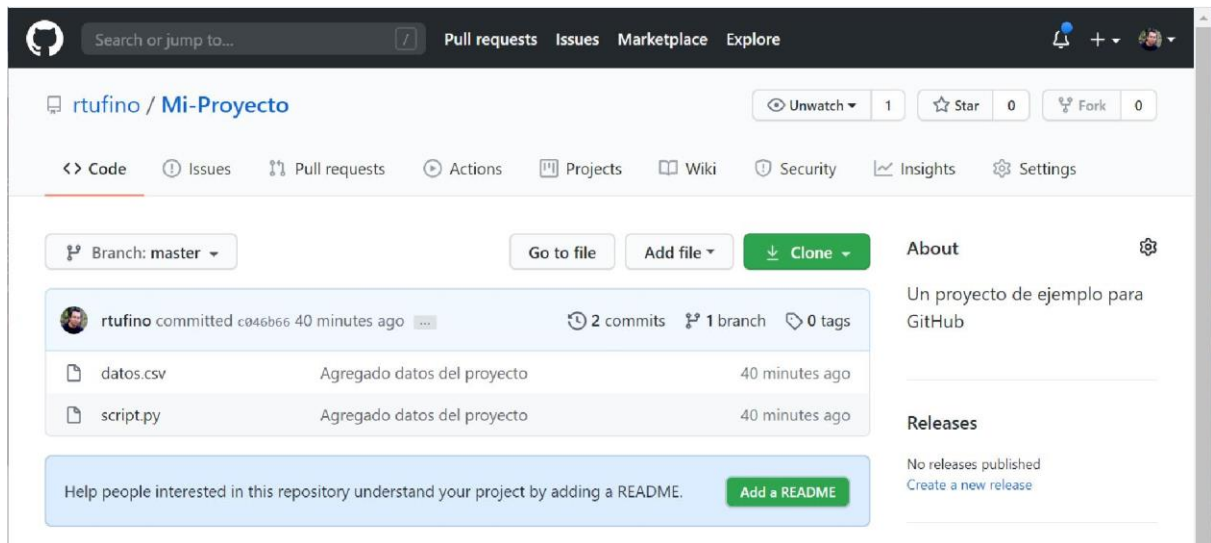 Search or jump to... / Pull requests Issues Marketplace Explore
rtufino / Mi-Proyecto Unwatch 1 Star 0 Fork 0
<> Code Issues Pull requests Actions Projects Wiki Security Insights Settings
Branch: master Go to file Add file Clone
rtufino committed c046b66 40 minutes ago ... 2 commits 1 branch 0 tags
datos.csv Agregado datos del proyecto 40 minutes ago
script.py Agregado datos del proyecto 40 minutes ago
Help people interested in this repository understand your project by adding a README. Add a README
About
Un proyecto de ejemplo para
GitHub
Releases
No releases published
Create a new release